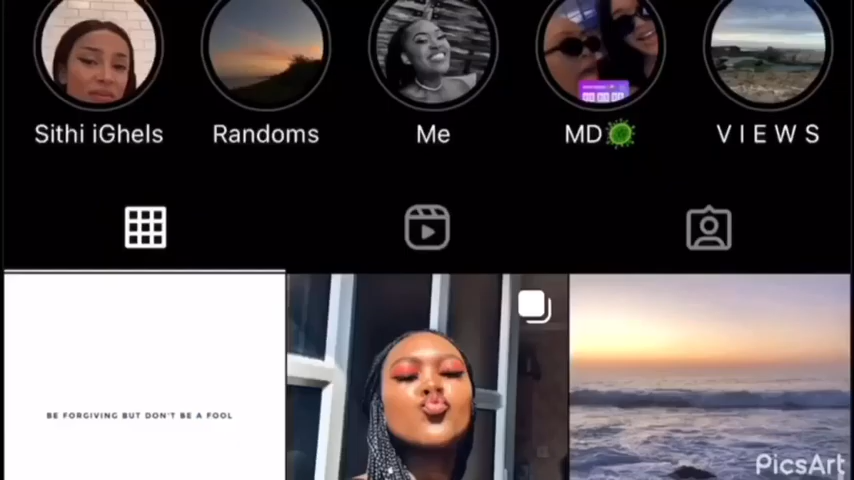 Sithi iGhels
Randoms
Me
MD
V I E W S
BE FORGIVING BUT DON'T BE A FOOL
PicsArt